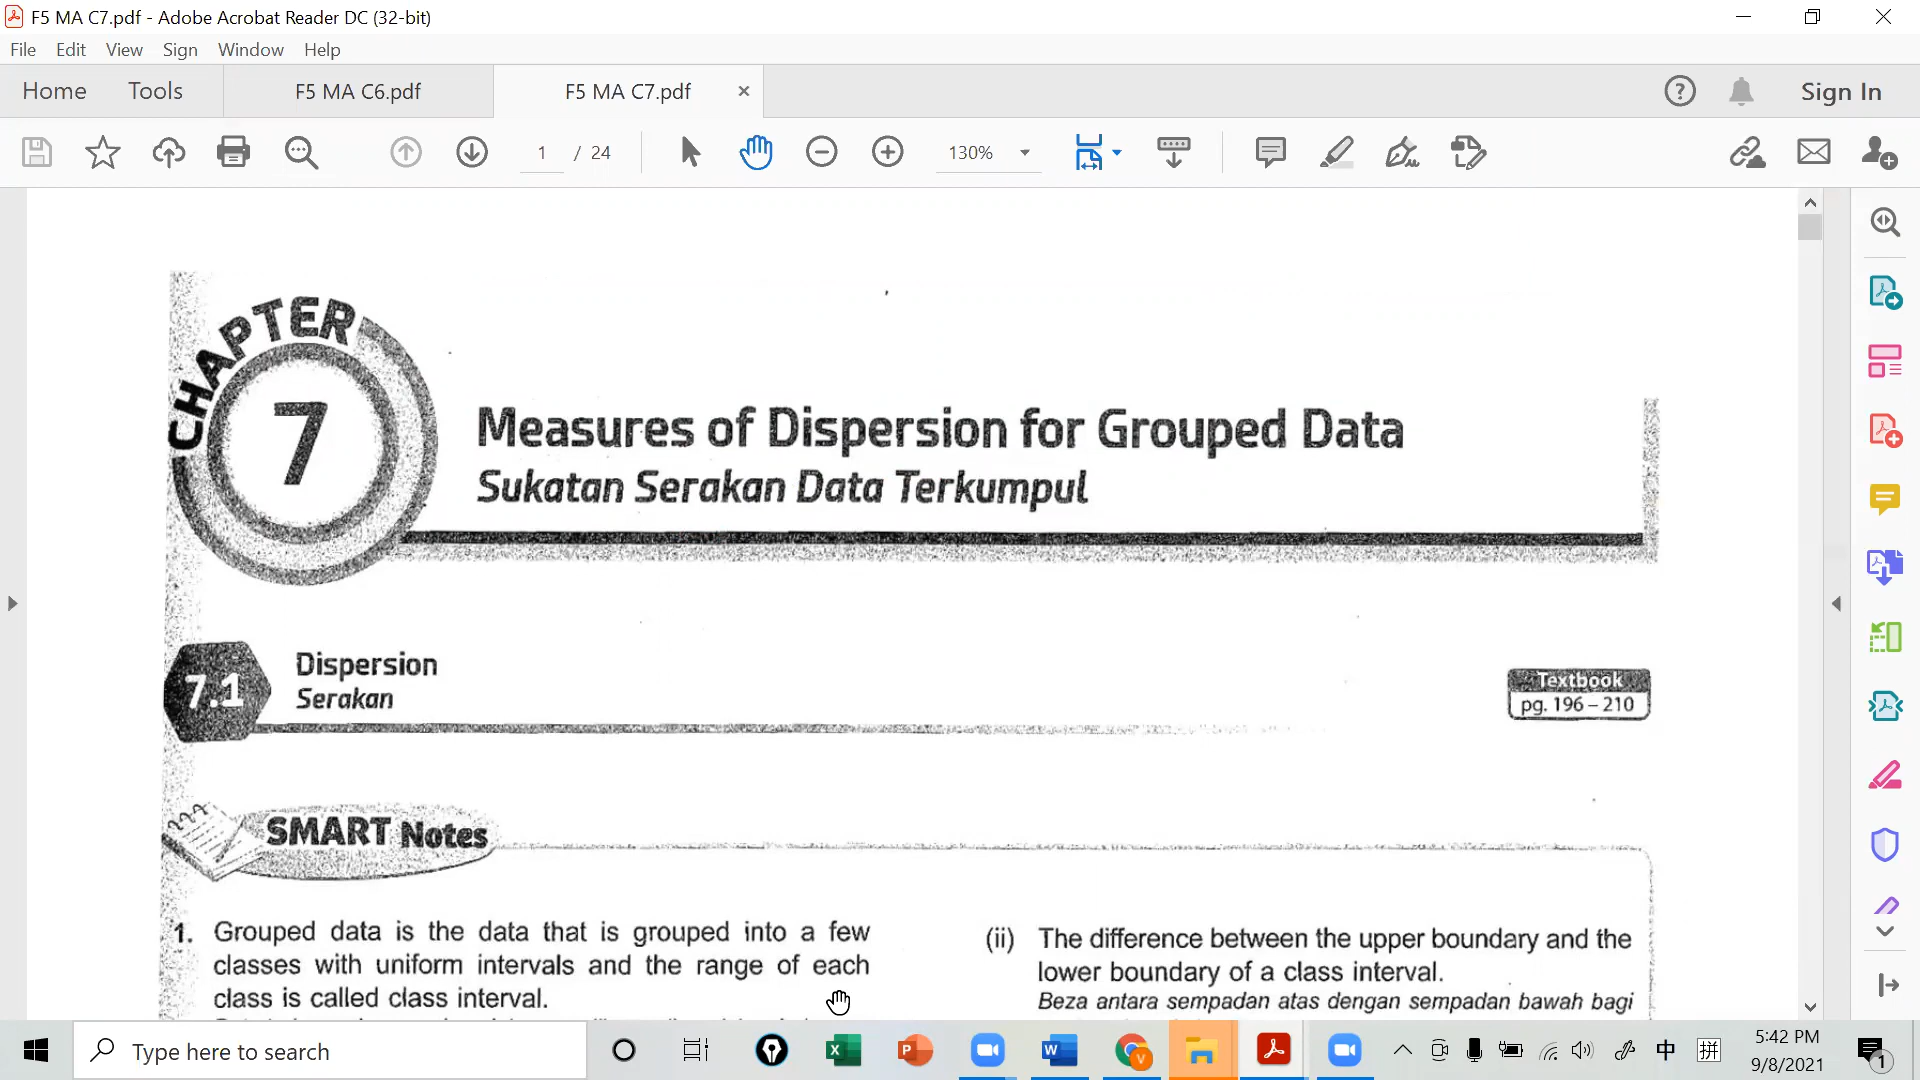 F5 MA C7.pdf - Adobe Acrobat Reader DC (32-bit)
File Edit View Sign Window Help
Home Tools F5 MA C6.pdf F5 MA C7.pdf × ? Sign In
1 / 24 130%
CHAPTER
7
Measures of Dispersion for Grouped Data
Sukatan Serakan Data Terkumpul
7.1
Dispersion
Serakan
Textbook
pg. 196 – 210
SMART Notes
1. Grouped data is the data that is grouped into a few
classes with uniform intervals and the range of each
class is called class interval.
(ii) The difference between the upper boundary and the
lower boundary of a class interval.
Beza antara sempadan atas dengan sempadan bawah bagi
Type here to search
中 拼
5:42 PM
9/8/2021
1